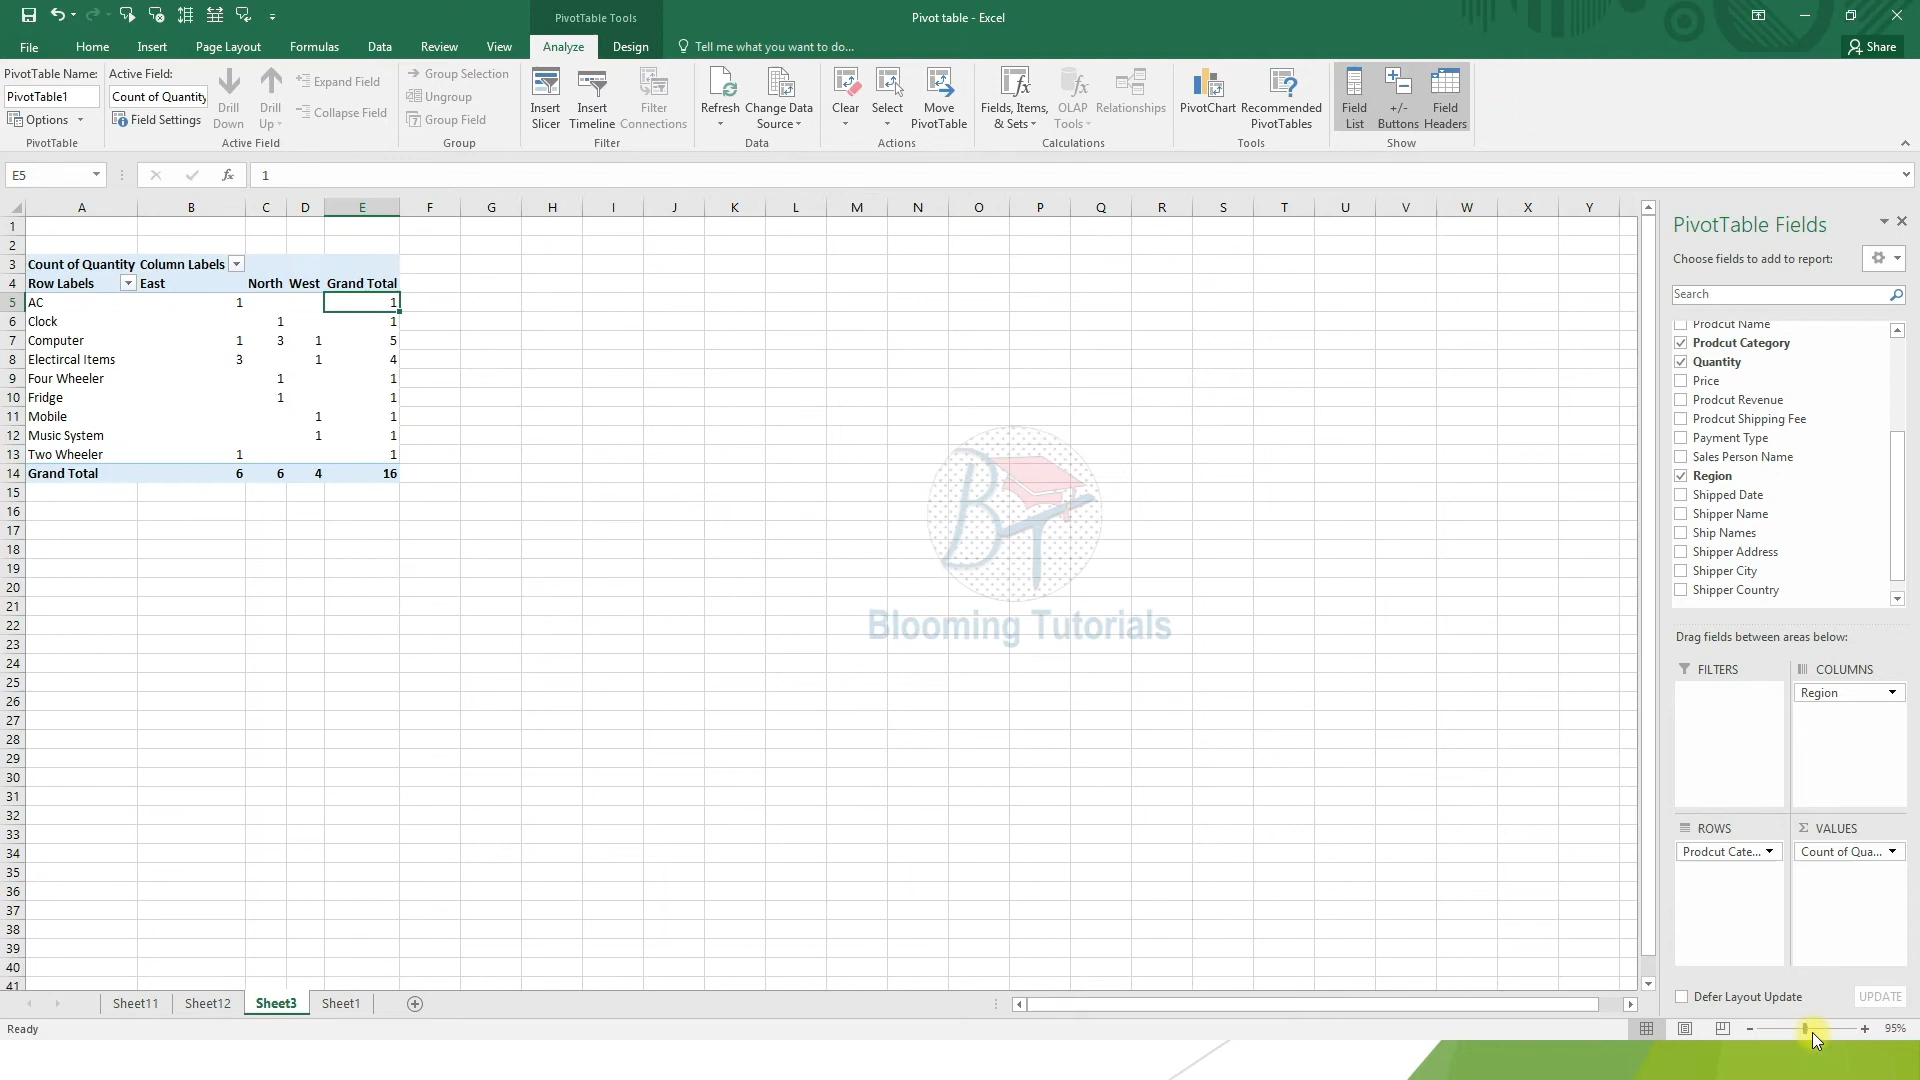 PivotTable Tools
Pivot table - Excel
File Home Insert Page Layout Formulas Data Review View Analyze Design Tell me what you want to do... Share
PivotTable Name:
PivotTable1
Options
PivotTable
Active Field:
Count of Quantity
Field Settings
Drill Down
Drill Up
Expand Field
Collapse Field
Active Field
Group Selection
Ungroup
Group Field
Group
Insert Slicer
Insert Timeline
Filter Connections
Filter
Refresh
Change Data Source
Data
Clear
Select
Move PivotTable
Actions
Fields, Items, & Sets
OLAP Tools
Relationships
Calculations
PivotChart
Recommended PivotTables
Tools
Field List
+/- Buttons
Field Headers
Show
E5 fx 1
A B C D E F G H I J K L M N O P Q R S T U V W X Y
1
2
3 Count of Quantity Column Labels
4 Row Labels East North West Grand Total
5 AC 1 1
6 Clock 1 1
7 Computer 1 3 1 5
8 Electircal Items 3 1 4
9 Four Wheeler 1 1
10 Fridge 1 1
11 Mobile 1 1
12 Music System 1 1
13 Two Wheeler 1 1
14 Grand Total 6 6 4 16
15
16
17
18
19
20
21
22
23
24
25
26
27
28
29
30
31
32
33
34
35
36
37
38
39
40
41
BT
Blooming Tutorials
PivotTable Fields
Choose fields to add to report:
Search
Prodcut Name
Prodcut Category
Quantity
Price
Prodcut Revenue
Prodcut Shipping Fee
Payment Type
Sales Person Name
Region
Shipped Date
Shipper Name
Ship Names
Shipper Address
Shipper City
Shipper Country
Drag fields between areas below:
FILTERS
COLUMNS
Region
ROWS
Prodcut Cate...
Σ VALUES
Count of Qua...
Defer Layout Update UPDATE
Sheet11 Sheet12 Sheet3 Sheet1
Ready
95%